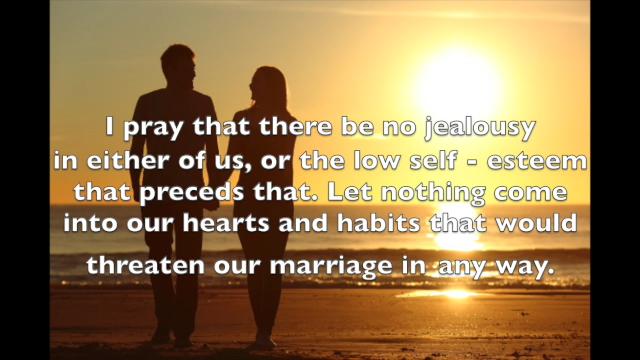 I pray that there be no jealousy
in either of us, or the low self - esteem
that preceds that. Let nothing come
into our hearts and habits that would
threaten our marriage in any way.